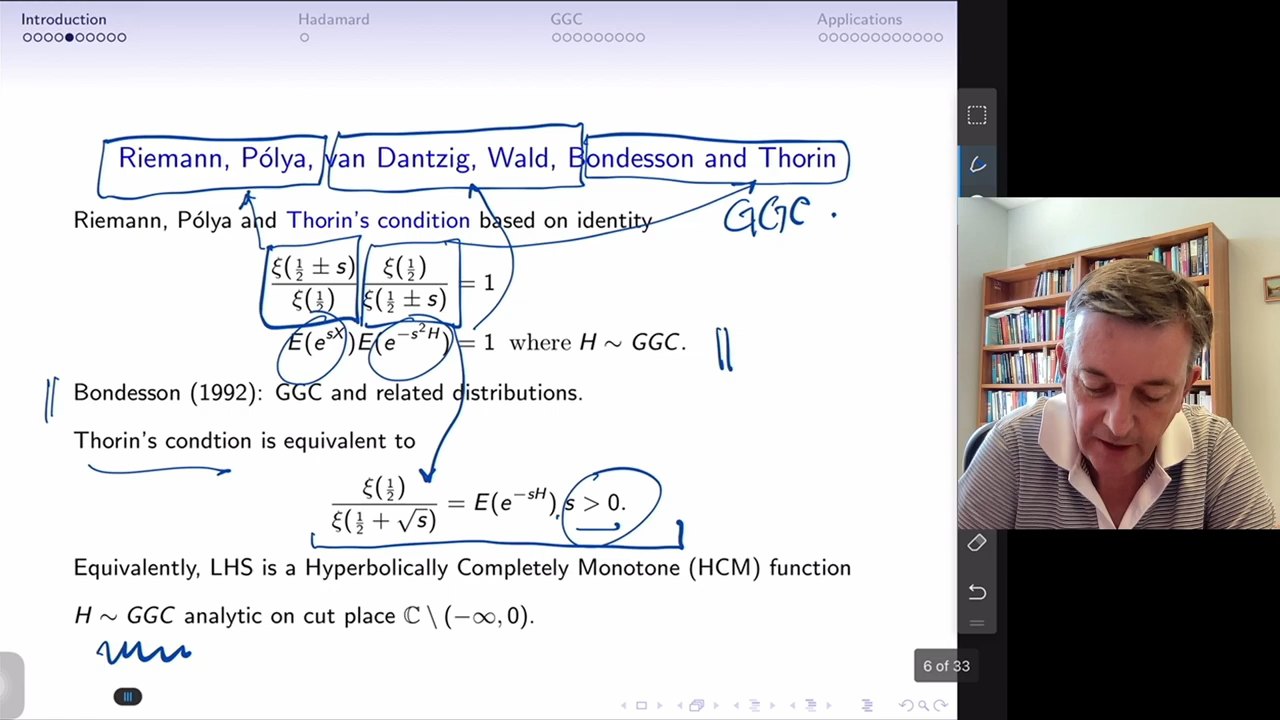 Introduction Hadamard GGC Applications
Riemann, Pólya, van Dantzig, Wald, Bondesson and Thorin
Riemann, Pólya and Thorin's condition based on identity
GGC.
ξ(½ ± s)/ξ(½) ξ(½)/ξ(½ ± s) = 1
E(e^{sX})E(e^{-s²H}) = 1 where H ∼ GGC.
Bondesson (1992): GGC and related distributions.
Thorin's condtion is equivalent to
ξ(½)/ξ(½ + √s) = E(e^{-sH}), s > 0.
Equivalently, LHS is a Hyperbolically Completely Monotone (HCM) function
H ∼ GGC analytic on cut place ℂ \ (−∞, 0).
6 of 33